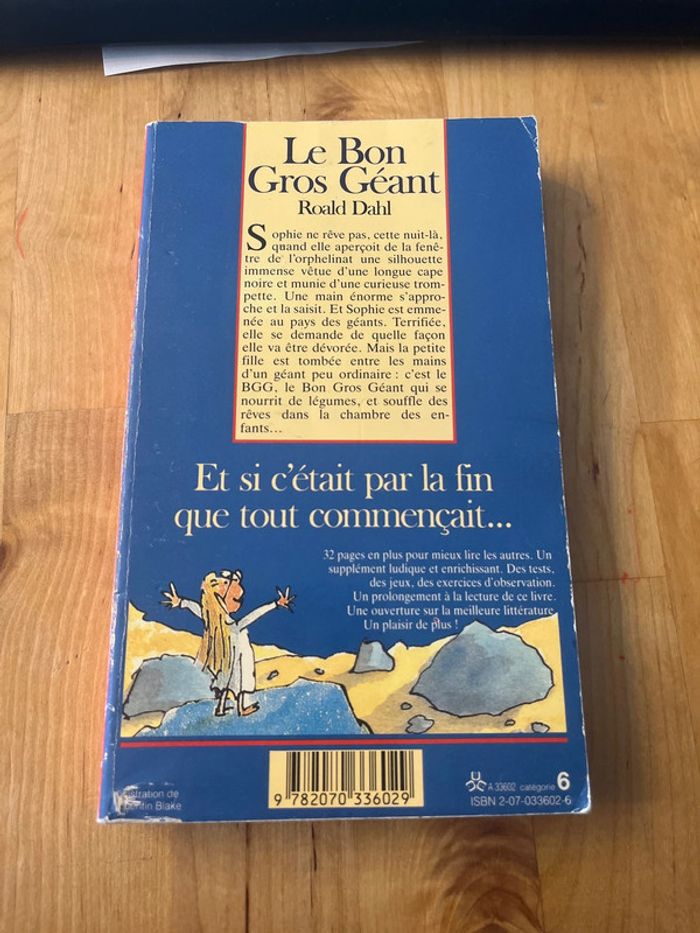 Le Bon
Gros Géant
Roald Dahl
Sophie ne rêve pas, cette nuit-là,
quand elle aperçoit de la fenê-
tre de l'orphelinat une silhouette
immense vêtue d'une longue cape
noire et munie d'une curieuse trom-
pette. Une main énorme s'appro-
che et la saisit. Et Sophie est emme-
née au pays des géants. Terrifiée,
elle se demande de quelle façon
elle va être dévorée. Mais la petite
fille est tombée entre les mains
d'un géant peu ordinaire : c'est le
BGG, le Bon Gros Géant qui se
nourrit de légumes, et souffle des
rêves dans la chambre des en-
fants...
Et si c'était par la fin
que tout commençait...
32 pages en plus pour mieux lire les autres. Un
supplément ludique et enrichissant. Des tests,
des jeux, des exercices d'observation.
Un prolongement à la lecture de ce livre.
Une ouverture sur la meilleure littérature.
Un plaisir de plus !
stration de
entin Blake
9 782070 336029
A 33602 catégorie 6
ISBN 2-07-033602-6